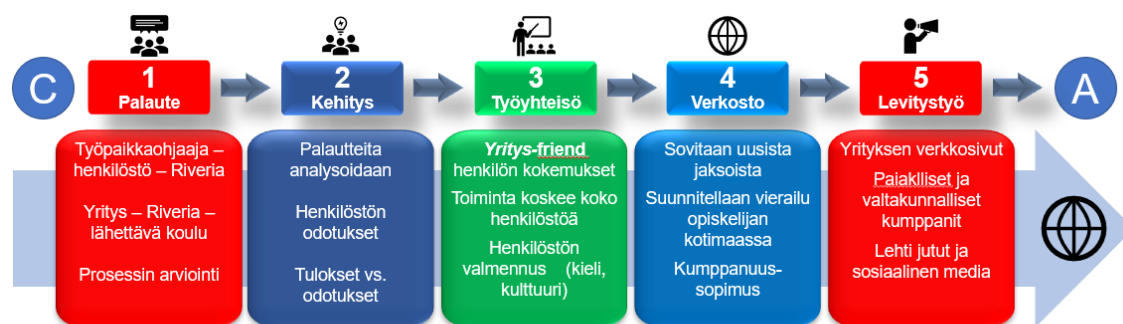 C
1
Palaute
2
Kehitys
3
Työyhteisö
4
Verkosto
5
Levitystyö
A
Työpaikkaohjaaja –
henkilöstö – Riveria
Yritys – Riveria –
lähettävä koulu
Prosessin arviointi
Palautteita
analysoidaan
Henkilöstön
odotukset
Tulokset vs.
odotukset
Yritys-friend
henkilön kokemukset
Toiminta koskee koko
henkilöstöä
Henkilöstön
valmennus (kieli,
kulttuuri)
Sovitaan uusista
jaksoista
Suunnitellaan vierailu
opiskelijan
kotimaassa
Kumppanuus-
sopimus
Yrityksen verkkosivut
Paiaklliset ja
valtakunnalliset
kumppanit
Lehti jutut ja
sosiaalinen media